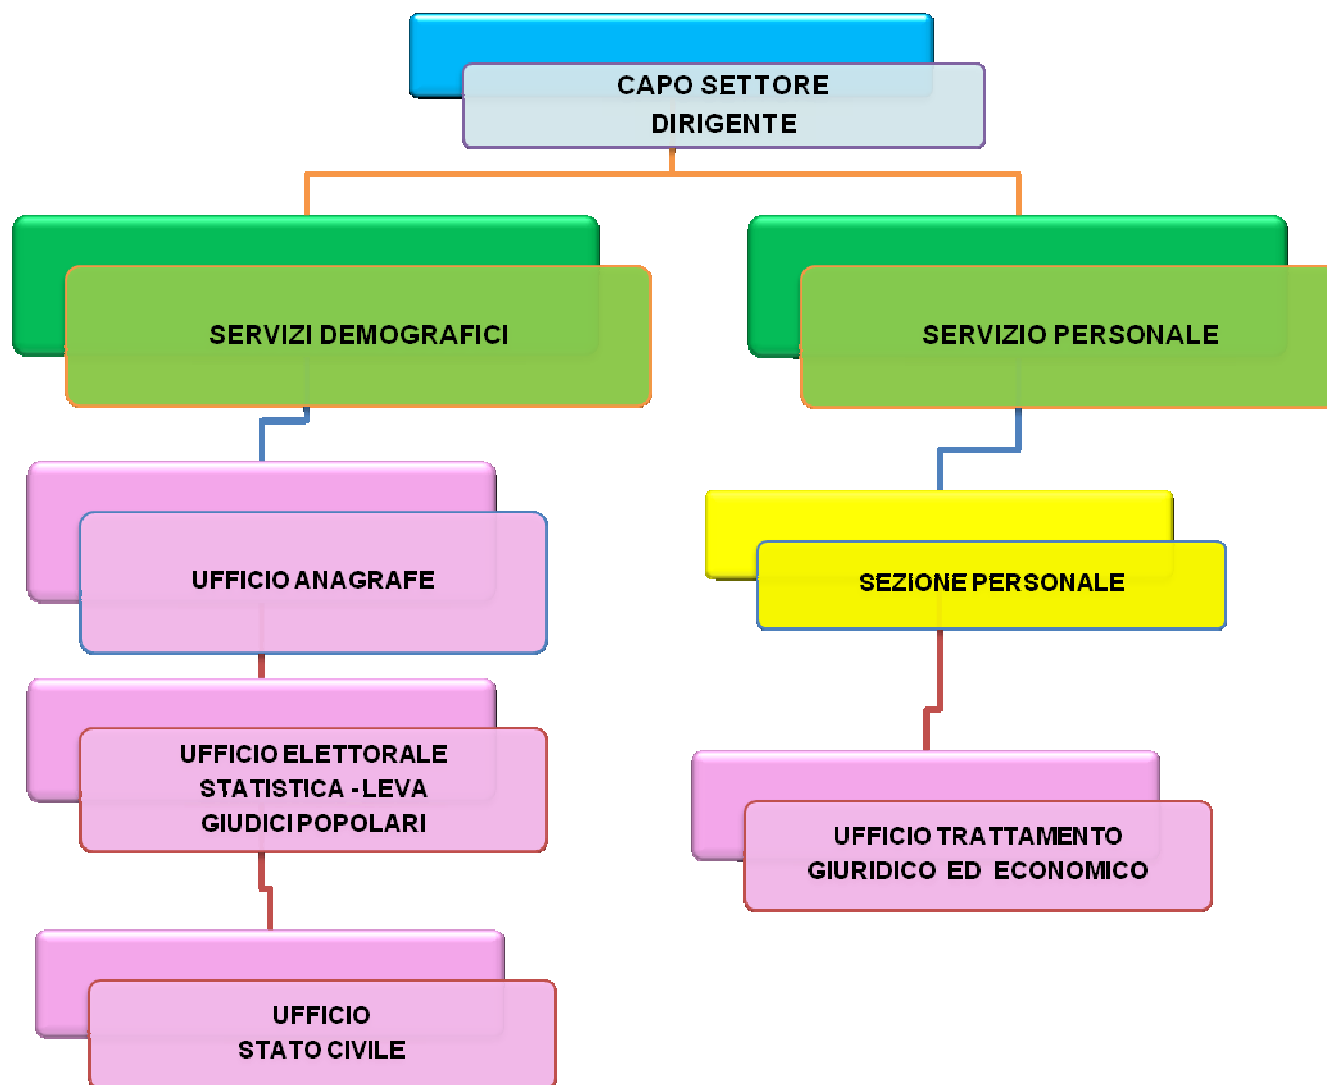 CAPO SETTORE
DIRIGENTE
SERVIZI DEMOGRAFICI
SERVIZIO PERSONALE
UFFICIO ANAGRAFE
SEZIONE PERSONALE
UFFICIO ELETTORALE
STATISTICA - LEVA
GIUDICI POPOLARI
UFFICIO TRATTAMENTO
GIURIDICO ED ECONOMICO
UFFICIO
STATO CIVILE